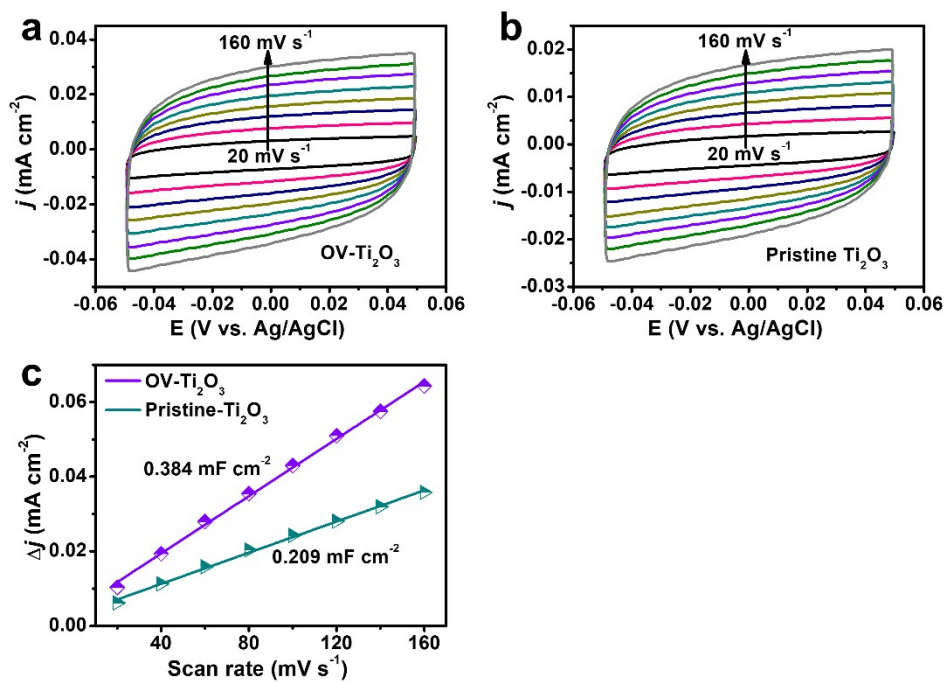 a
160 mV s⁻¹
20 mV s⁻¹
OV-Ti₂O₃
0.04
0.02
0.00
-0.02
-0.04
j (mA cm⁻²)
-0.06 -0.04 -0.02 0.00 0.02 0.04 0.06
E (V vs. Ag/AgCl)
b
160 mV s⁻¹
20 mV s⁻¹
Pristine Ti₂O₃
0.02
0.01
0.00
-0.01
-0.02
-0.03
j (mA cm⁻²)
-0.06 -0.04 -0.02 0.00 0.02 0.04 0.06
E (V vs. Ag/AgCl)
c
OV-Ti₂O₃
Pristine-Ti₂O₃
0.384 mF cm⁻²
0.209 mF cm⁻²
0.06
0.04
0.02
0.00
Δj (mA cm⁻²)
40 80 120 160
Scan rate (mV s⁻¹)